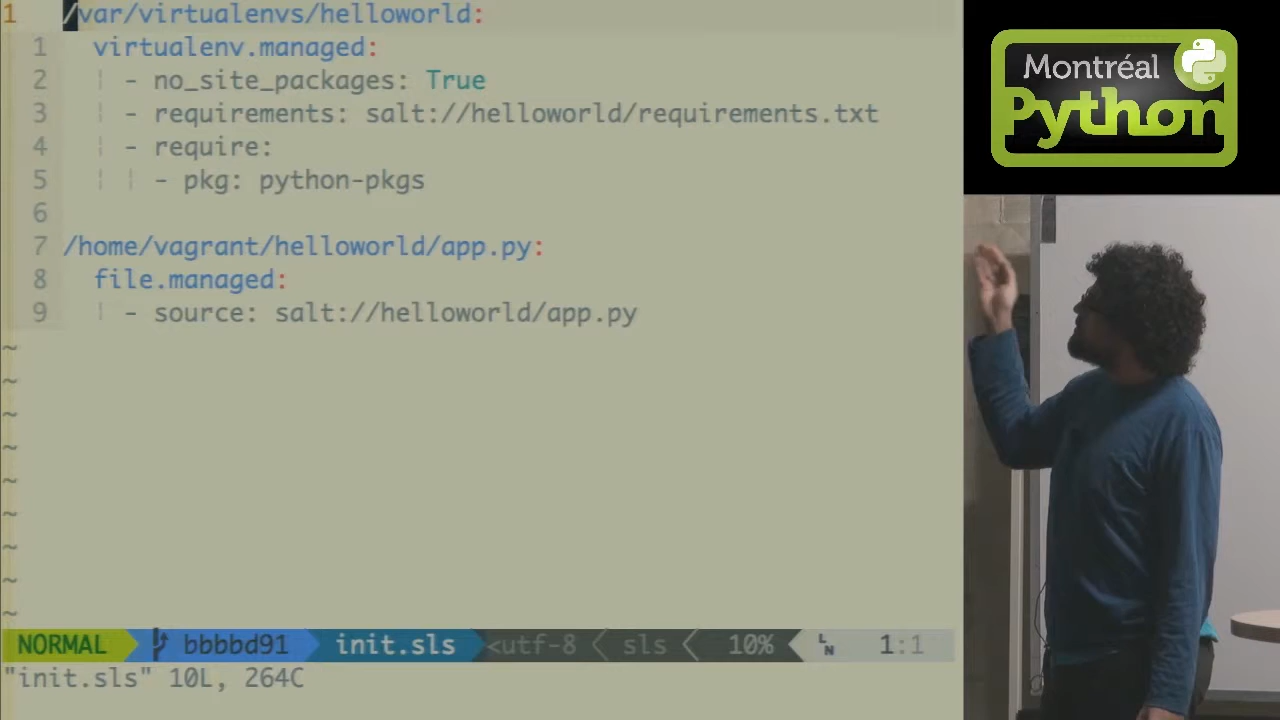 1 /var/virtualenvs/helloworld:
1 virtualenv.managed:
2 - no_site_packages: True
3 - requirements: salt://helloworld/requirements.txt
4 - require:
5 - pkg: python-pkgs
6
7 /home/vagrant/helloworld/app.py:
8 file.managed:
9 - source: salt://helloworld/app.py
~
~
~
~
~
~
~
~
~
NORMAL bbbbd91 init.sls <utf-8 sls 10% LN 1:1
"init.sls" 10L, 264C
Montréal
Python